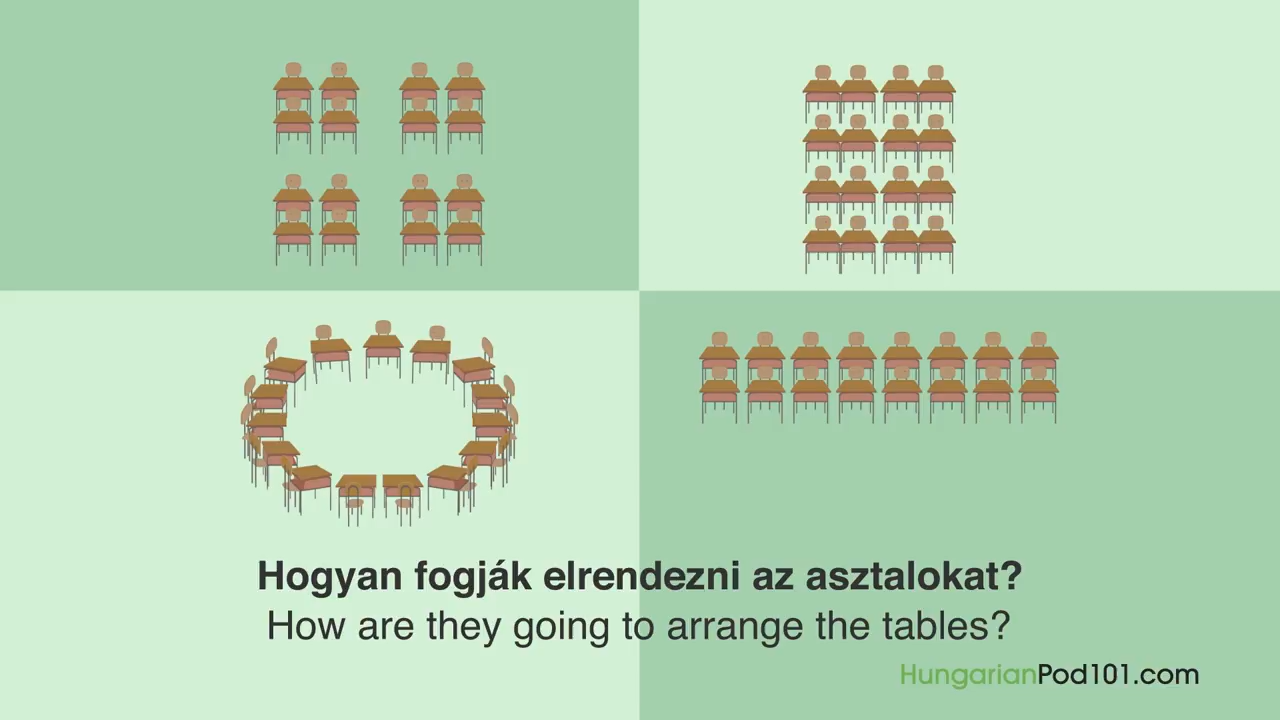 Hogyan fogják elrendezni az asztalokat?
How are they going to arrange the tables?
HungarianPod101.com